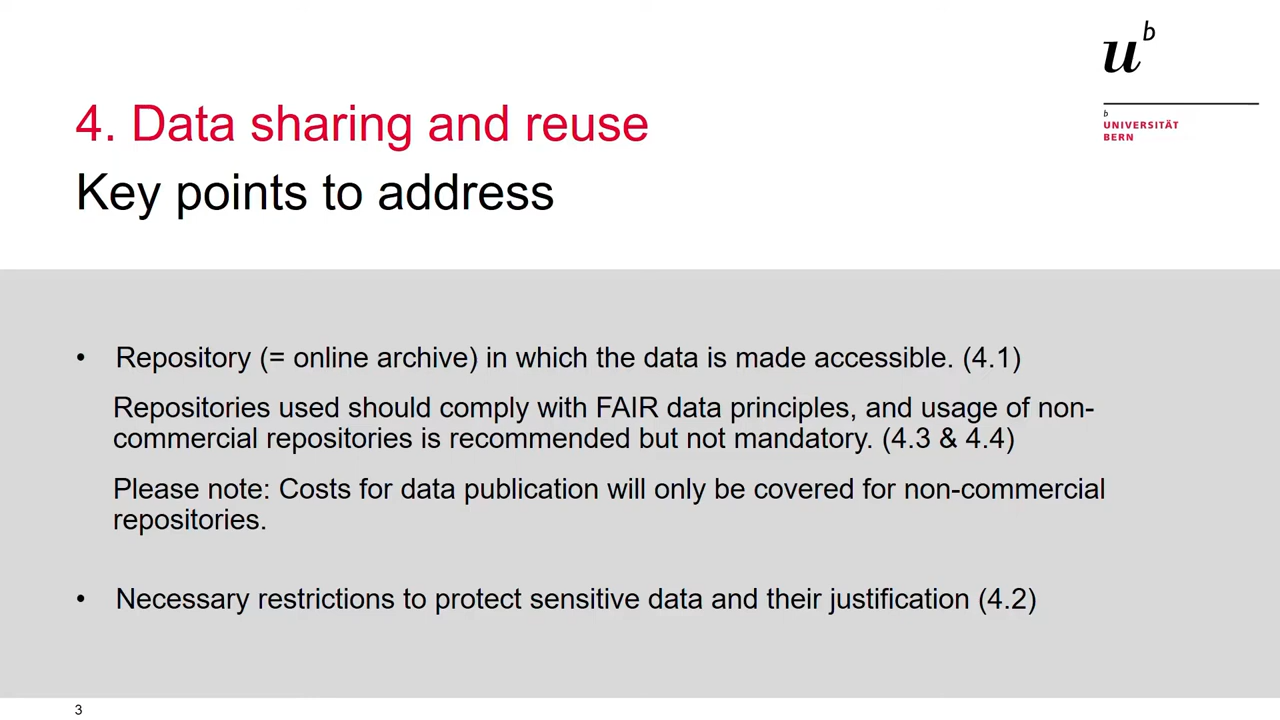 u b
b
UNIVERSITÄT
BERN
4. Data sharing and reuse
Key points to address
• Repository (= online archive) in which the data is made accessible. (4.1)
Repositories used should comply with FAIR data principles, and usage of non-
commercial repositories is recommended but not mandatory. (4.3 & 4.4)
Please note: Costs for data publication will only be covered for non-commercial
repositories.
• Necessary restrictions to protect sensitive data and their justification (4.2)
3